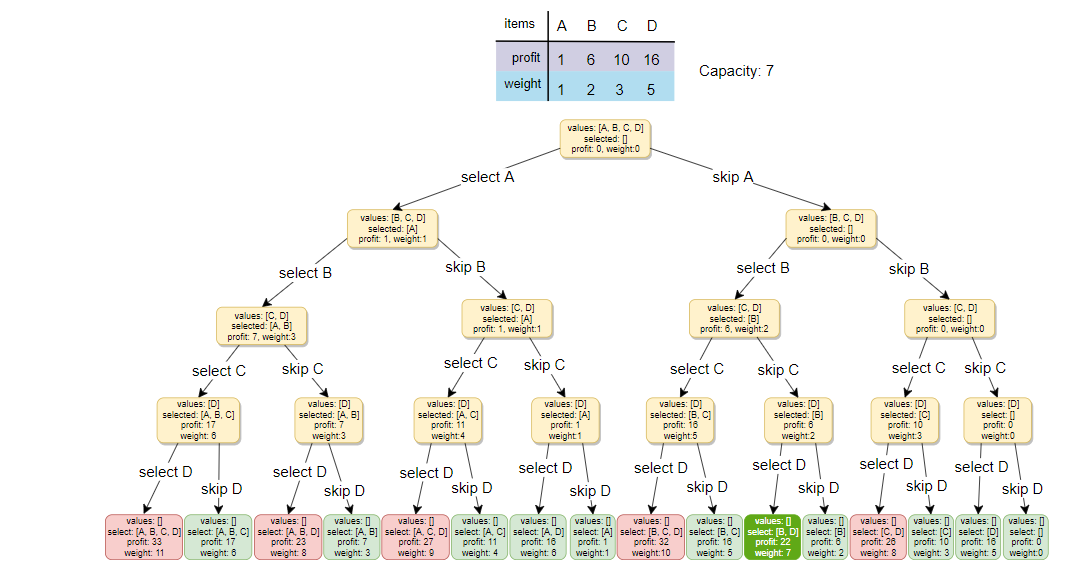 items A B C D
profit 1 6 10 16
weight 1 2 3 5
Capacity: 7
values: [A, B, C, D]
selected: []
profit: 0, weight:0
select A
skip A
values: [B, C, D]
selected: [A]
profit: 1, weight:1
values: [B, C, D]
selected: []
profit: 0, weight:0
select B
skip B
select B
skip B
values: [C, D]
selected: [A, B]
profit: 7, weight:3
values: [C, D]
selected: [A]
profit: 1, weight:1
values: [C, D]
selected: [B]
profit: 6, weight:2
values: [C, D]
selected: []
profit: 0, weight:0
select C
skip C
select C
skip C
select C
skip C
select C
skip C
values: [D]
selected: [A, B, C]
profit: 17
weight: 6
values: [D]
selected: [A, B]
profit: 7
weight:3
values: [D]
selected: [A, C]
profit: 11
weight:4
values: [D]
selected: [A]
profit: 1
weight:1
values: [D]
selected: [B, C]
profit: 16
weight:5
values: [D]
selected: [B]
profit: 6
weight:2
values: [D]
selected: [C]
profit: 10
weight:3
values: [D]
select: []
profit: 0
weight:0
select D
skip D
select D
skip D
select D
skip D
select D
skip D
select D
skip D
select D
skip D
select D
skip D
select D
skip D
values: []
select: [A, B, C, D]
profit: 33
weight: 11
values: []
select: [A, B, C]
profit: 17
weight: 6
values: []
select: [A, B, D]
profit: 23
weight: 8
values: []
select: [A, B]
profit: 7
weight: 3
values: []
select: [A, C, D]
profit: 27
weight: 9
values: []
select: [A, C]
profit: 11
weight: 4
values: []
select: [A, D]
profit: 16
weight: 6
values: []
select: [A]
profit: 1
weight:1
values: []
select: [B, C, D]
profit: 32
weight:10
values: []
select: [B, C]
profit: 16
weight: 5
values: []
select: [B, D]
profit: 22
weight: 7
values: []
select: [B]
profit: 6
weight: 2
values: []
select: [C, D]
profit: 26
weight: 8
values: []
select: [C]
profit: 10
weight: 3
values: []
select: [D]
profit: 16
weight: 5
values: []
select: []
profit: 0
weight:0